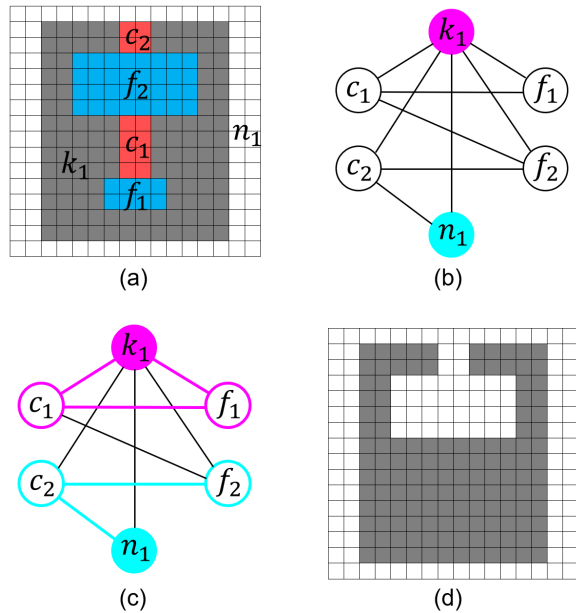 c₂
f₂
n₁
c₁
k₁
f₁
(a)
k₁
c₁ f₁
c₂ f₂
n₁
(b)
k₁
c₁ f₁
c₂ f₂
n₁
(c)
(d)